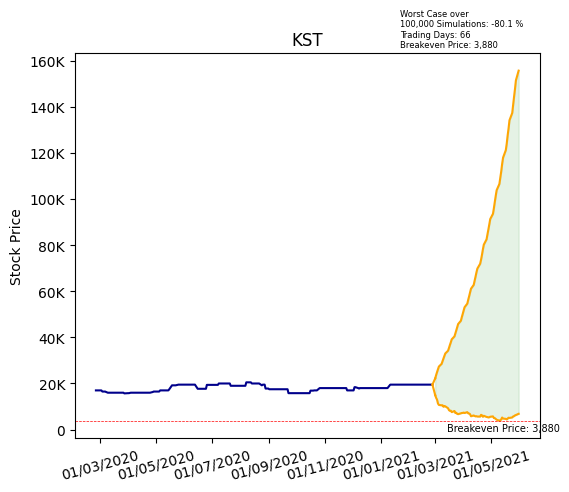 Worst Case over
100,000 Simulations: -80.1 %
Trading Days: 66
Breakeven Price: 3,880
KST
Stock Price
160K
140K
120K
100K
80K
60K
40K
20K
0
Breakeven Price: 3,880
01/03/2020
01/05/2020
01/07/2020
01/09/2020
01/11/2020
01/01/2021
01/03/2021
01/05/2021